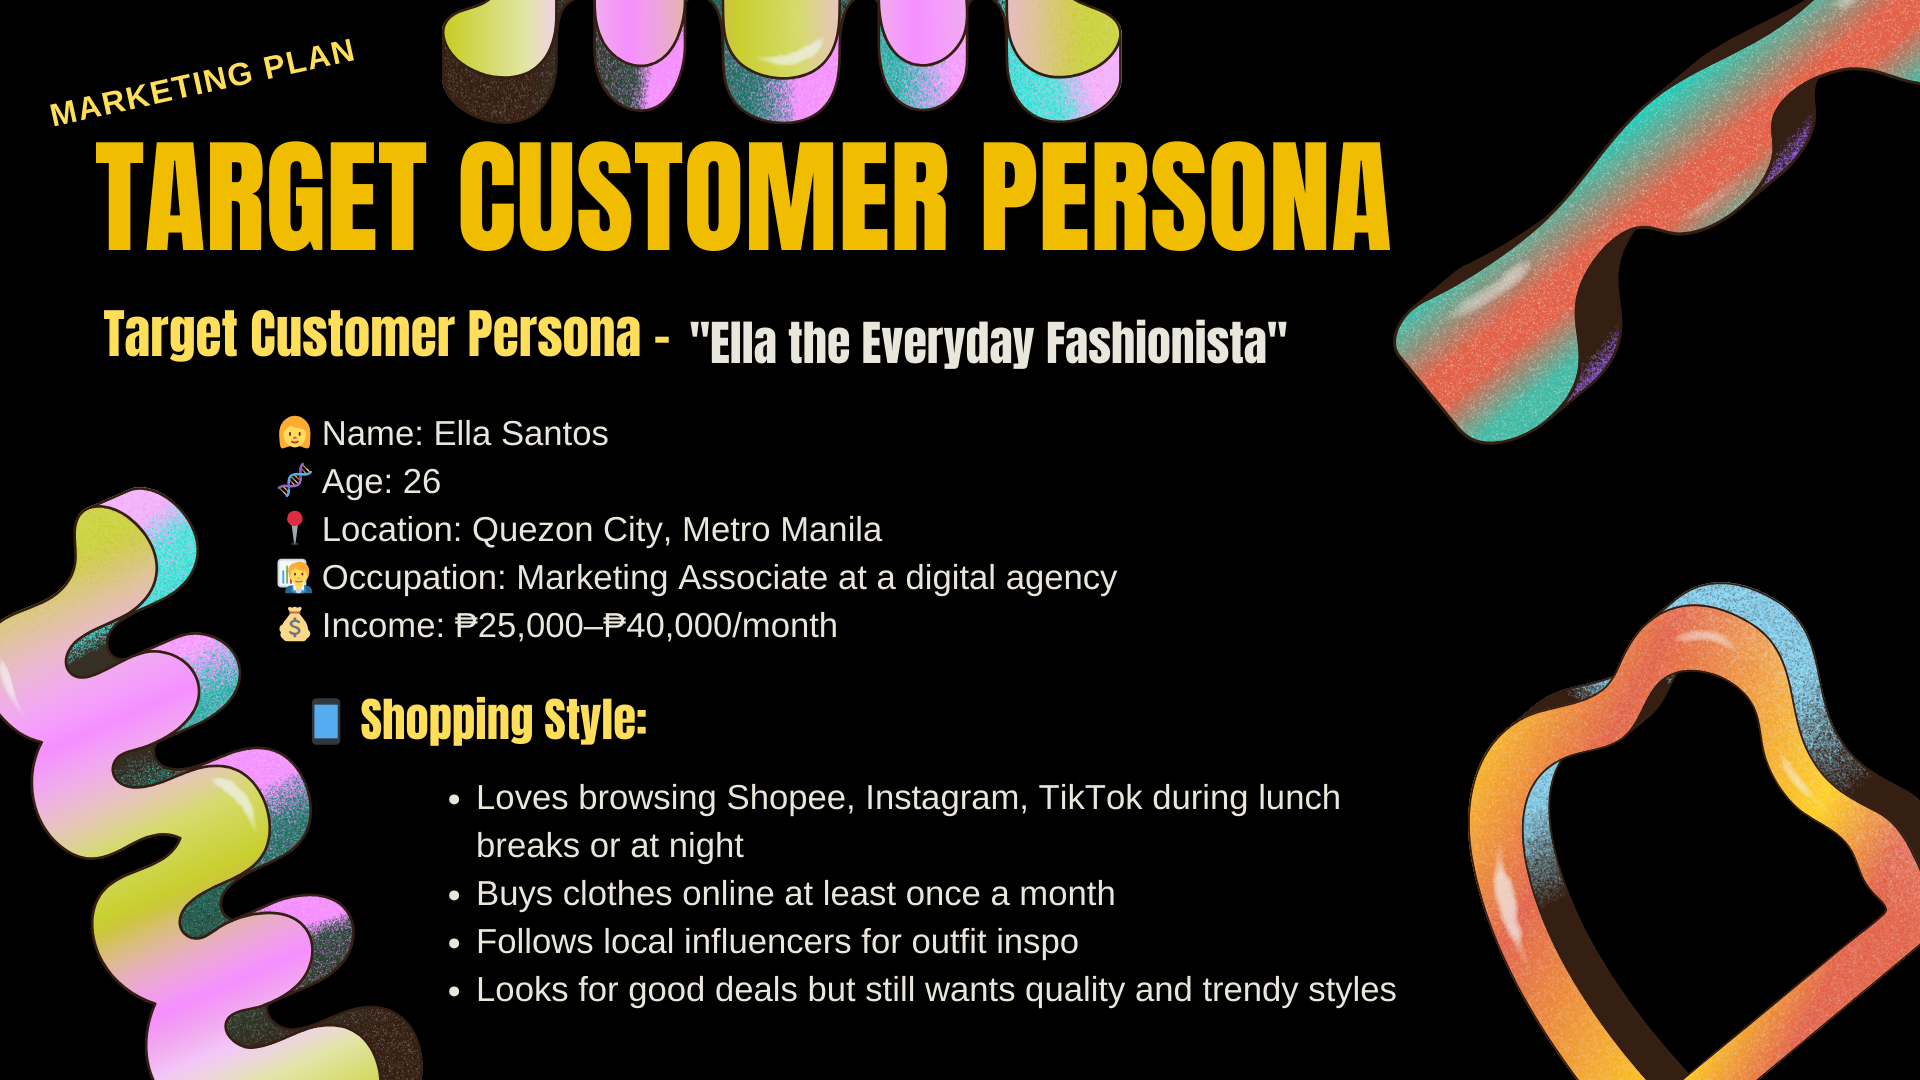 MARKETING PLAN
TARGET CUSTOMER PERSONA
Target Customer Persona - "Ella the Everyday Fashionista"
👩 Name: Ella Santos
🧬 Age: 26
📍 Location: Quezon City, Metro Manila
🧑‍💼 Occupation: Marketing Associate at a digital agency
💰 Income: ₱25,000–₱40,000/month
📱 Shopping Style:
• Loves browsing Shopee, Instagram, TikTok during lunch
breaks or at night
• Buys clothes online at least once a month
• Follows local influencers for outfit inspo
• Looks for good deals but still wants quality and trendy styles